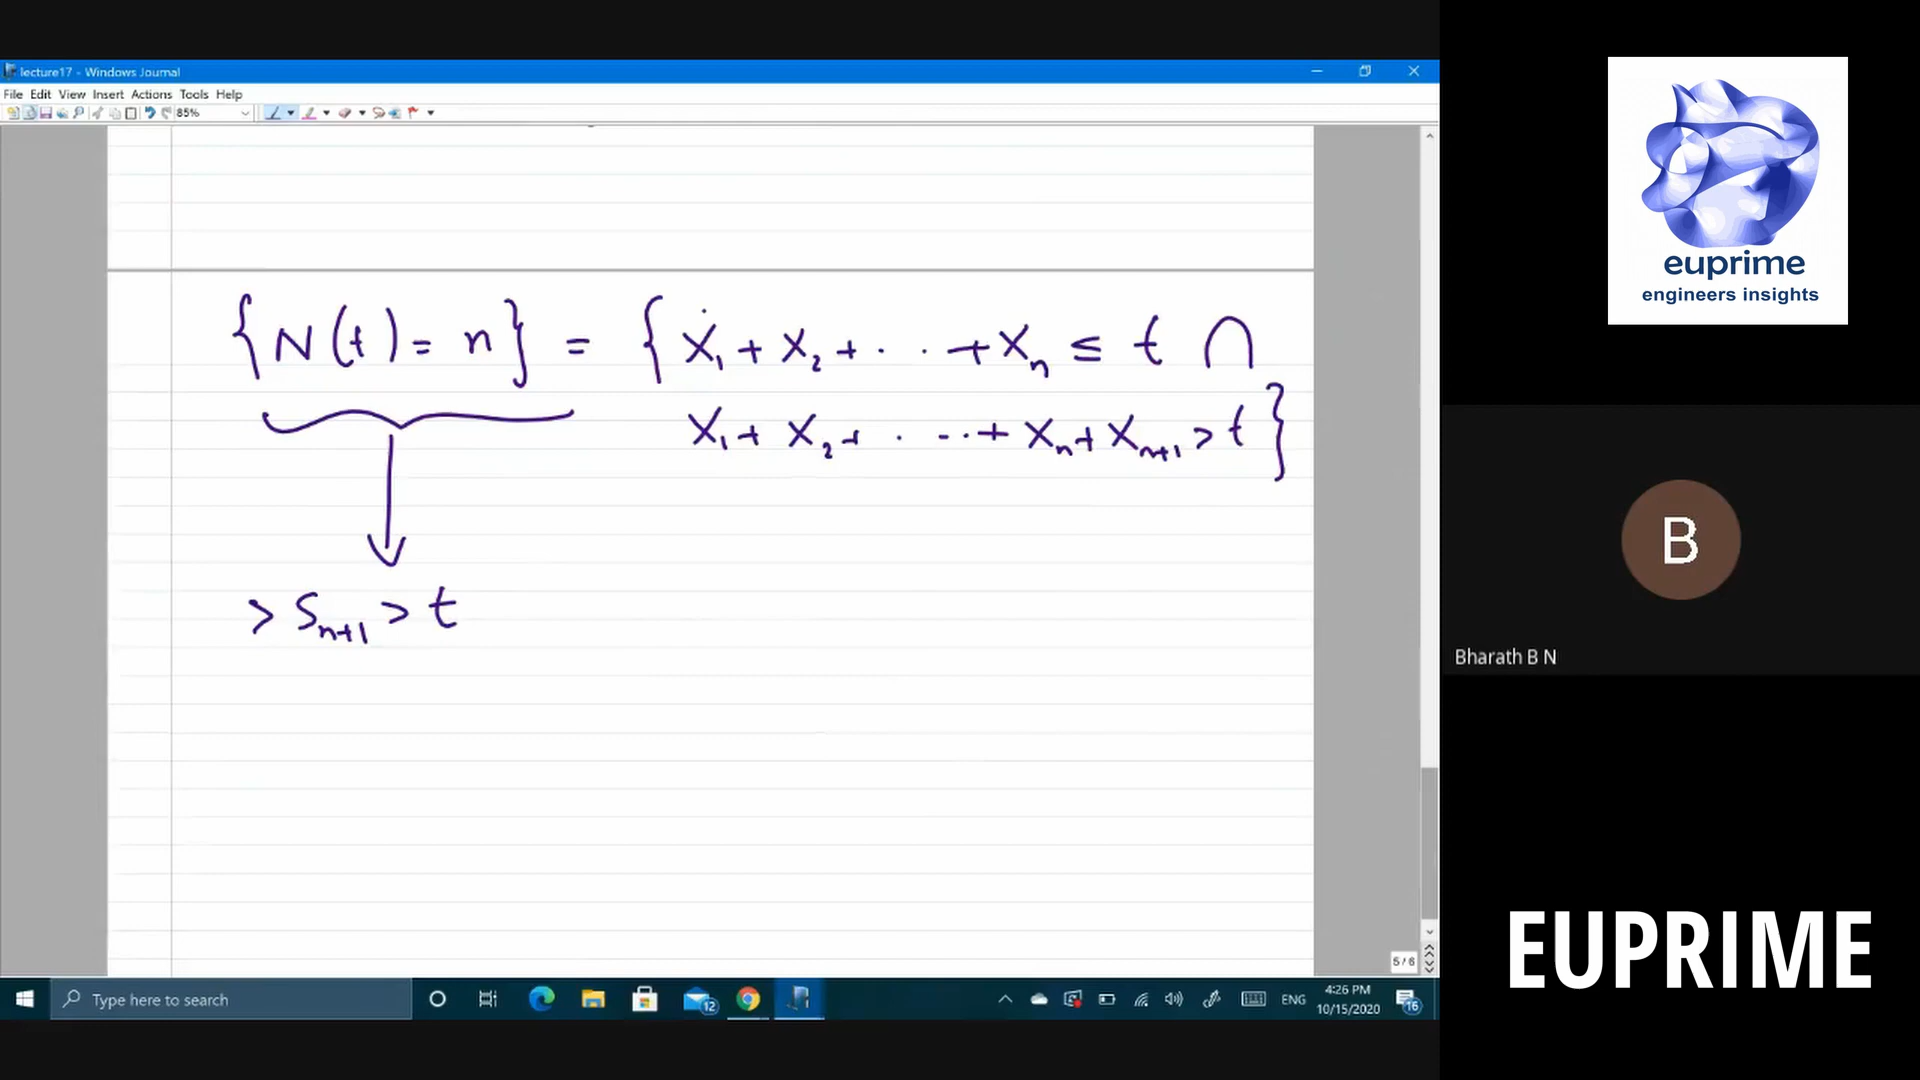 lecture17 - Windows Journal
File Edit View Insert Actions Tools Help
85%
{N(t) = n} = {X₁ + X₂ + · · + Xₙ ≤ t ∩
X₁ + X₂ + · -·· + Xₙ + Xₙ₊₁ > t}
> Sₙ₊₁ > t
5 / 6
Type here to search
12
ENG
4:26 PM
10/15/2020
16
euprime
engineers insights
B
Bharath B N
EUPRIME